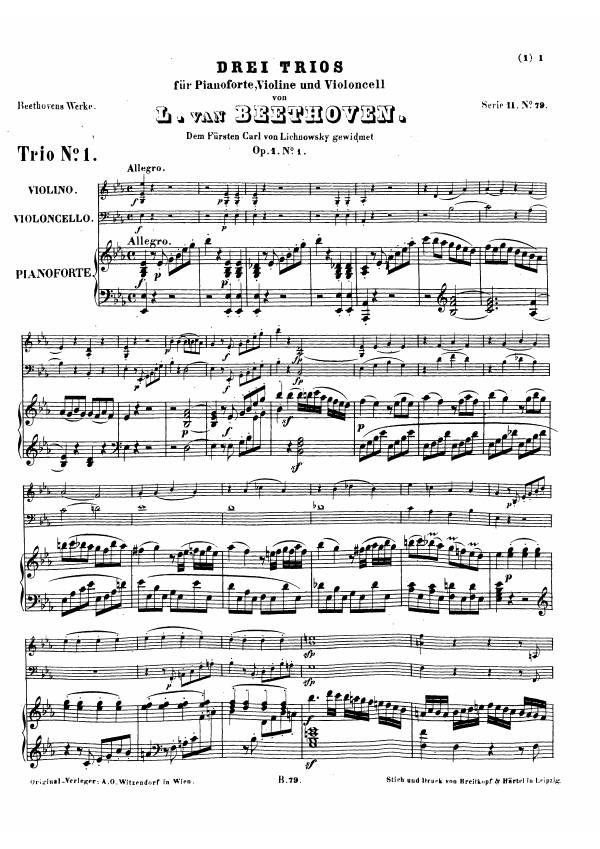 (1) 1
DREI TRIOS
für Pianoforte, Violine und Violoncell
von
Beethovens Werke.
L. VAN BEETHOVEN.
Serie 11. Nº 79.
Dem Fürsten Carl von Lichnowsky gewidmet
Trio Nº 1.
Op. 1. Nº 1.
Allegro.
VIOLINO.
VIOLONCELLO.
Allegro.
PIANOFORTE.
Original-Verleger: A.O. Witzendorf in Wien.
B. 79.
Stich und Druck von Breitkopf & Härtel in Leipzig.